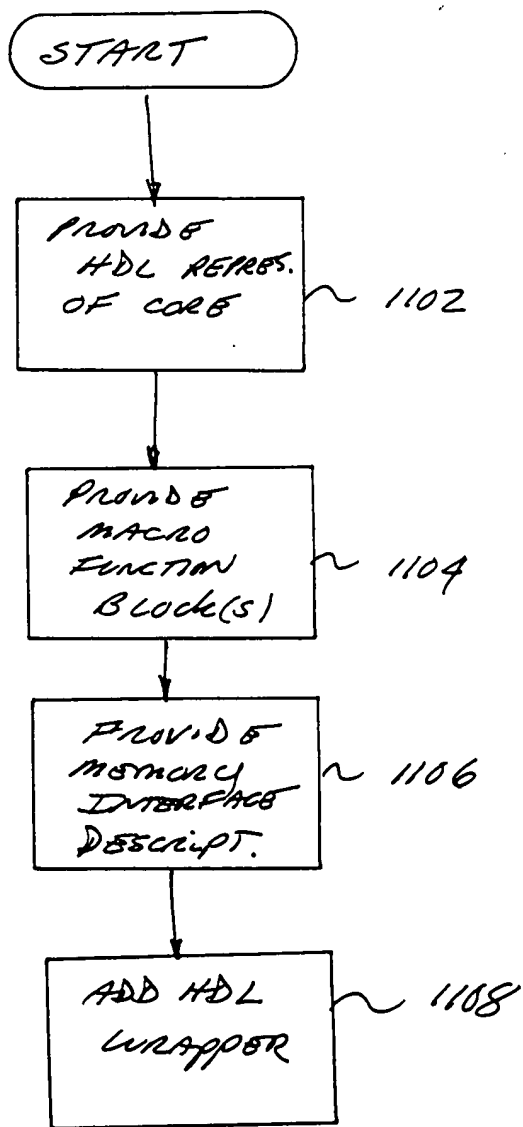 START
PROVIDE
HDL REPRES.
OF CORE
1102
PROVIDE
MACRO
FUNCTION
BLOCK(S)
1104
PROVIDE
MEMORY
INTERFACE
DESCRIPT.
1106
ADD HDL
WRAPPER
1108